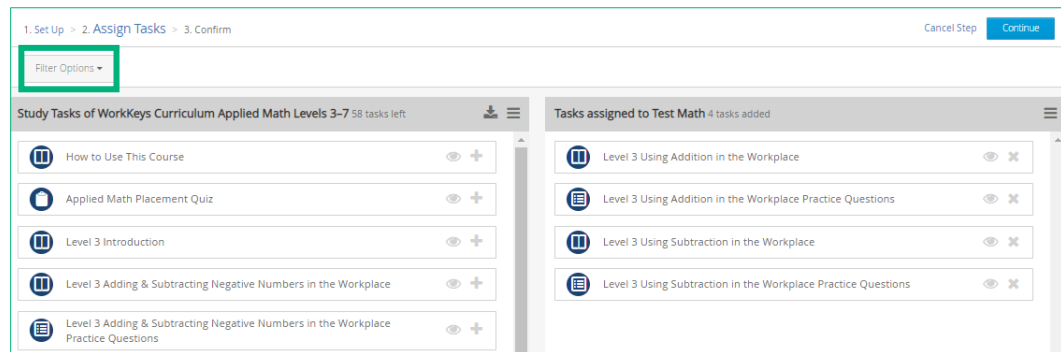 1. Set Up > 2. Assign Tasks > 3. Confirm
Cancel Step
Continue
Filter Options
Study Tasks of WorkKeys Curriculum Applied Math Levels 3–7 58 tasks left
How to Use This Course
Applied Math Placement Quiz
Level 3 Introduction
Level 3 Adding & Subtracting Negative Numbers in the Workplace
Level 3 Adding & Subtracting Negative Numbers in the Workplace
Practice Questions
Tasks assigned to Test Math 4 tasks added
Level 3 Using Addition in the Workplace
Level 3 Using Addition in the Workplace Practice Questions
Level 3 Using Subtraction in the Workplace
Level 3 Using Subtraction in the Workplace Practice Questions